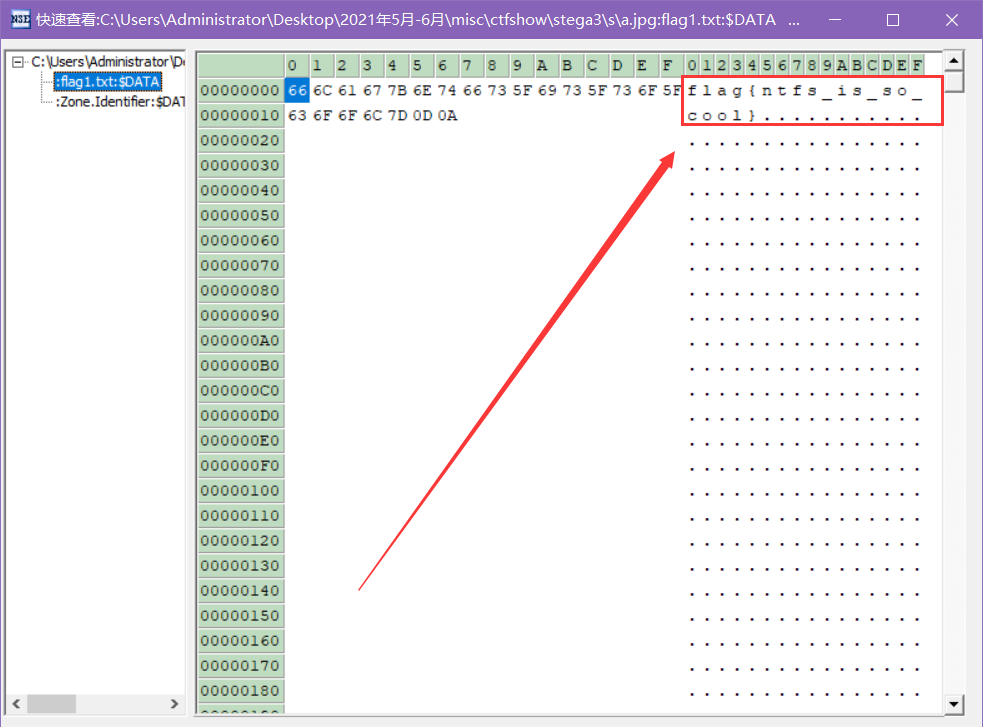 NSE 快速查看:C:\Users\Administrator\Desktop\2021年5月-6月\misc\ctfshow\stega3\s\a.jpg:flag1.txt:$DATA ...
C:\Users\Administrator\De
:flag1.txt:$DATA
:Zone.Identifier:$DAT
0 1 2 3 4 5 6 7 8 9 A B C D E F 0123456789ABCDEF
00000000 66 6C 61 67 7B 6E 74 66 73 5F 69 73 5F 73 6F 5F flag{ntfs_is_so_
00000010 63 6F 6F 6C 7D 0D 0A cool}...........
00000020 ................
00000030 ................
00000040 ................
00000050 ................
00000060 ................
00000070 ................
00000080 ................
00000090 ................
000000A0 ................
000000B0 ................
000000C0 ................
000000D0 ................
000000E0 ................
000000F0 ................
00000100 ................
00000110 ................
00000120 ................
00000130 ................
00000140 ................
00000150 ................
00000160 ................
00000170 ................
00000180 ................